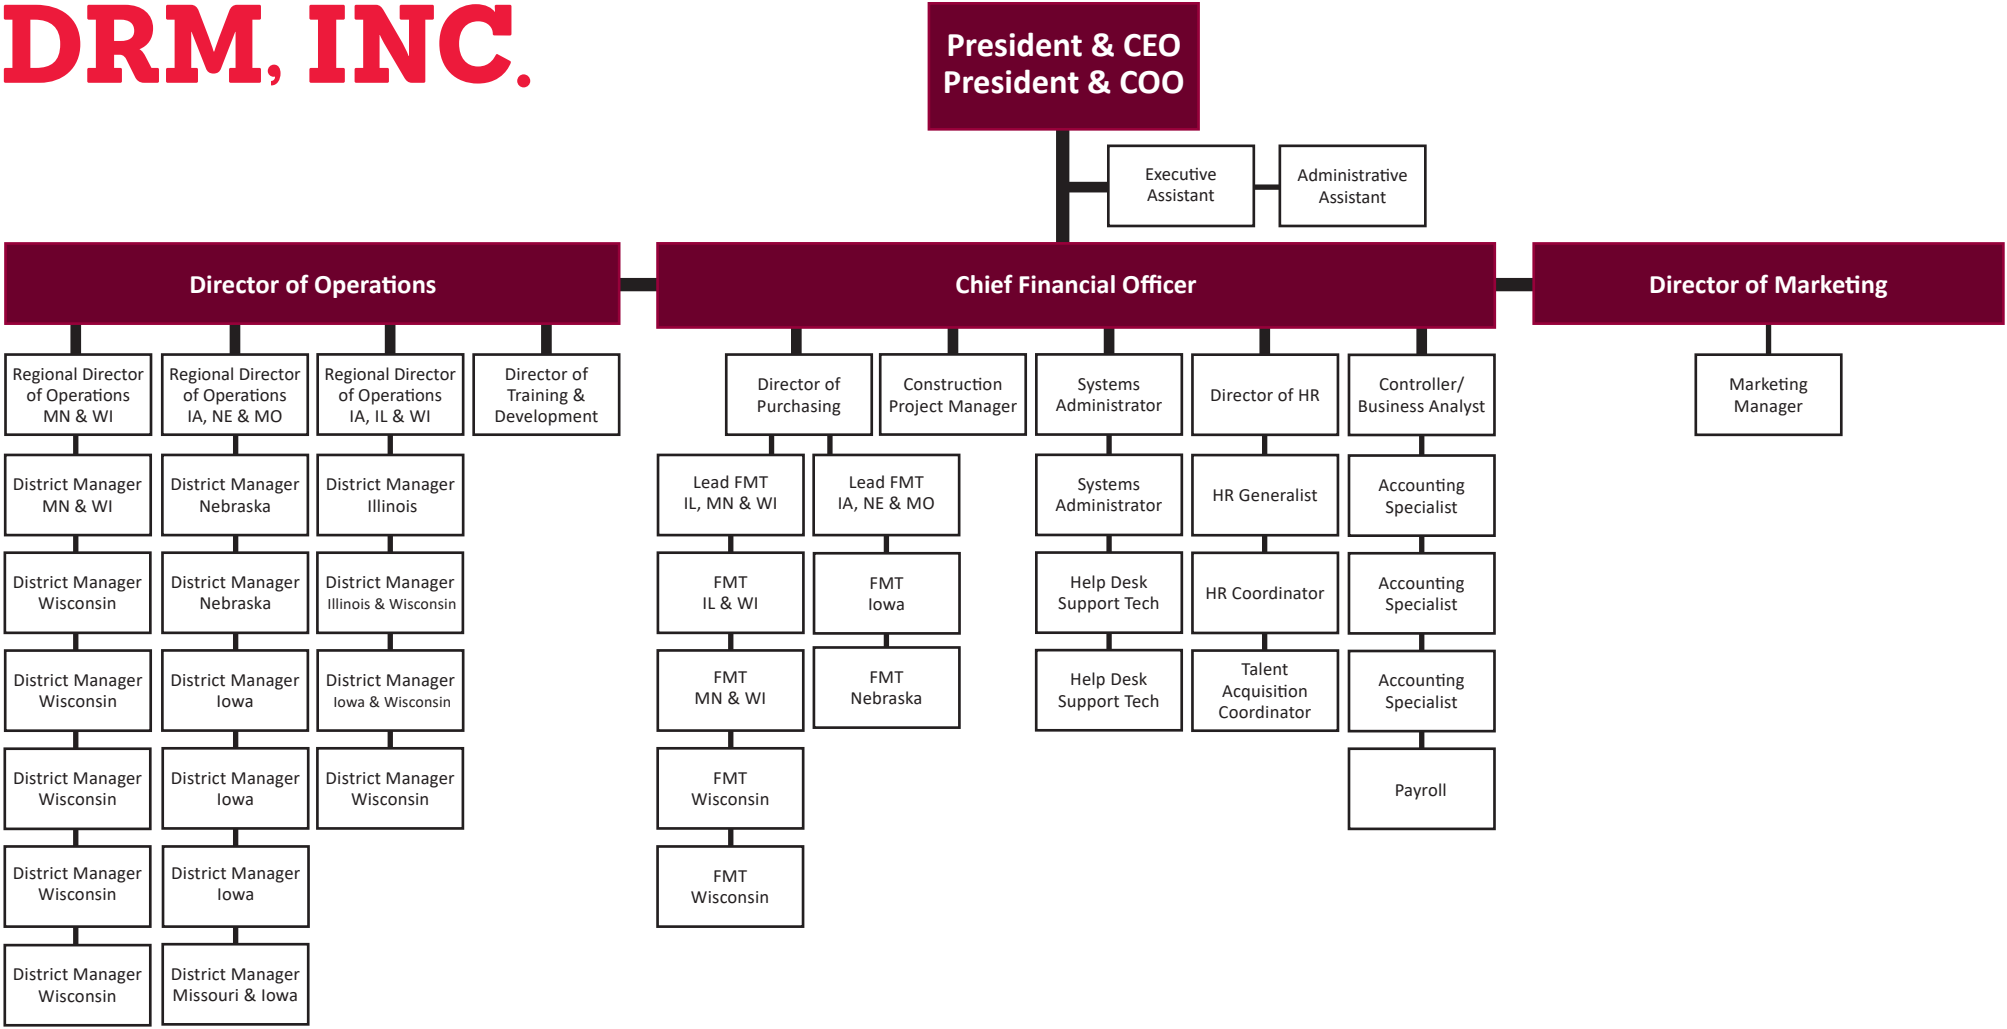 DRM, INC.
President & CEO
President & COO
Executive
Assistant
Administrative
Assistant
Director of Operations
Chief Financial Officer
Director of Marketing
Regional Director
of Operations
MN & WI
Regional Director
of Operations
IA, NE & MO
Regional Director
of Operations
IA, IL & WI
Director of
Training &
Development
Director of
Purchasing
Construction
Project Manager
Systems
Administrator
Director of HR
Controller/
Business Analyst
Marketing
Manager
District Manager
MN & WI
District Manager
Nebraska
District Manager
Illinois
Lead FMT
IL, MN & WI
Lead FMT
IA, NE & MO
Systems
Administrator
HR Generalist
Accounting
Specialist
District Manager
Wisconsin
District Manager
Nebraska
District Manager
Illinois & Wisconsin
FMT
IL & WI
FMT
Iowa
Help Desk
Support Tech
HR Coordinator
Accounting
Specialist
District Manager
Wisconsin
District Manager
Iowa
District Manager
Iowa & Wisconsin
FMT
MN & WI
FMT
Nebraska
Help Desk
Support Tech
Talent
Acquisition
Coordinator
Accounting
Specialist
District Manager
Wisconsin
District Manager
Iowa
District Manager
Wisconsin
FMT
Wisconsin
Payroll
District Manager
Wisconsin
District Manager
Iowa
FMT
Wisconsin
District Manager
Wisconsin
District Manager
Missouri & Iowa